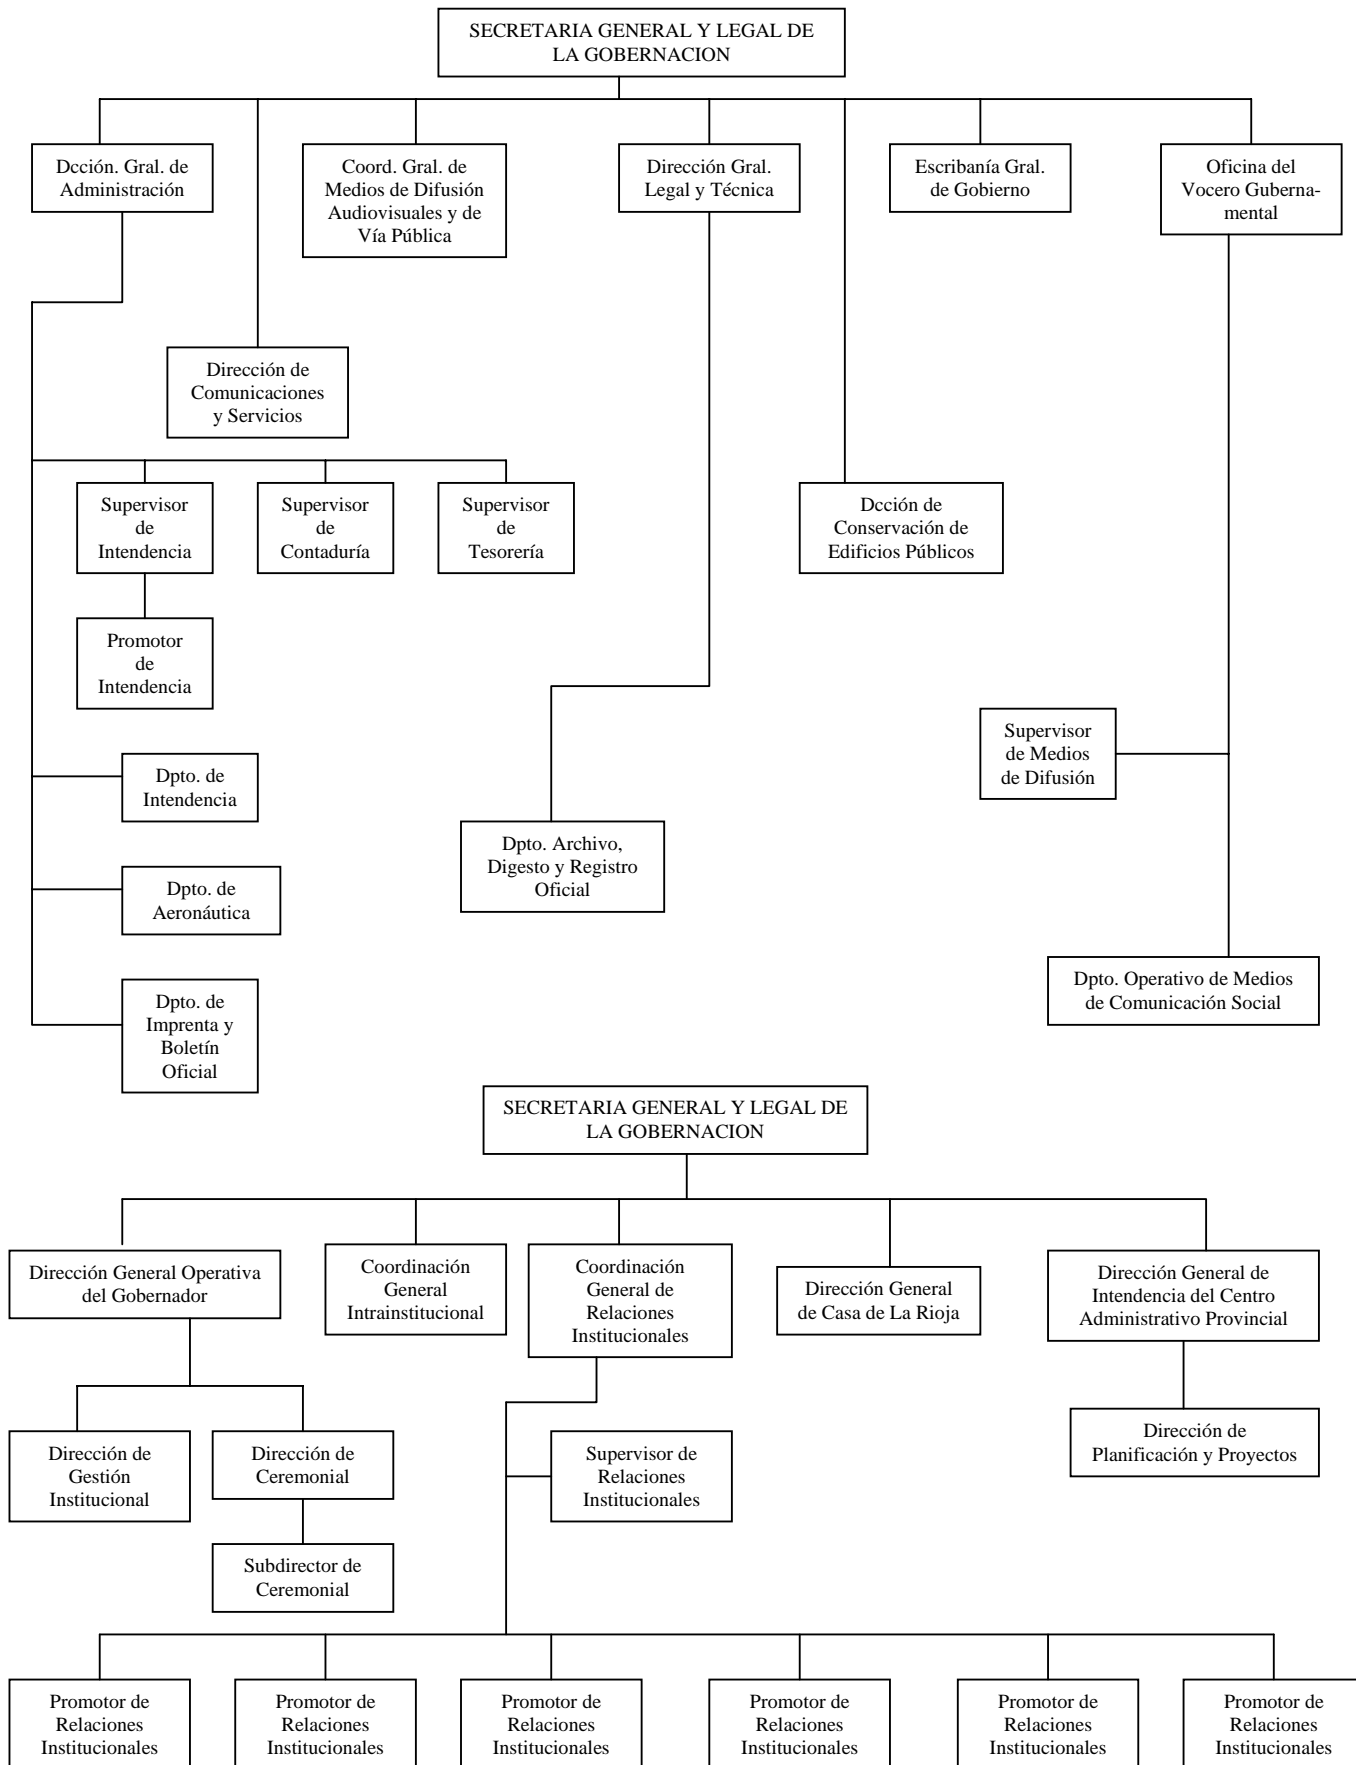 SECRETARIA GENERAL Y LEGAL DE
LA GOBERNACION
Dcción. Gral. de
Administración
Coord. Gral. de
Medios de Difusión
Audiovisuales y de
Vía Pública
Dirección Gral.
Legal y Técnica
Escribanía Gral.
de Gobierno
Oficina del
Vocero Guberna-
mental
Dirección de
Comunicaciones
y Servicios
Supervisor
de
Intendencia
Supervisor
de
Contaduría
Supervisor
de
Tesorería
Dcción de
Conservación de
Edificios Públicos
Promotor
de
Intendencia
Supervisor
de Medios
de Difusión
Dpto. de
Intendencia
Dpto. Archivo,
Digesto y Registro
Oficial
Dpto. de
Aeronáutica
Dpto. Operativo de Medios
de Comunicación Social
Dpto. de
Imprenta y
Boletín
Oficial
SECRETARIA GENERAL Y LEGAL DE
LA GOBERNACION
Dirección General Operativa
del Gobernador
Coordinación
General
Intrainstitucional
Coordinación
General de
Relaciones
Institucionales
Dirección General
de Casa de La Rioja
Dirección General de
Intendencia del Centro
Administrativo Provincial
Dirección de
Gestión
Institucional
Dirección de
Ceremonial
Supervisor de
Relaciones
Institucionales
Dirección de
Planificación y Proyectos
Subdirector de
Ceremonial
Promotor de
Relaciones
Institucionales
Promotor de
Relaciones
Institucionales
Promotor de
Relaciones
Institucionales
Promotor de
Relaciones
Institucionales
Promotor de
Relaciones
Institucionales
Promotor de
Relaciones
Institucionales